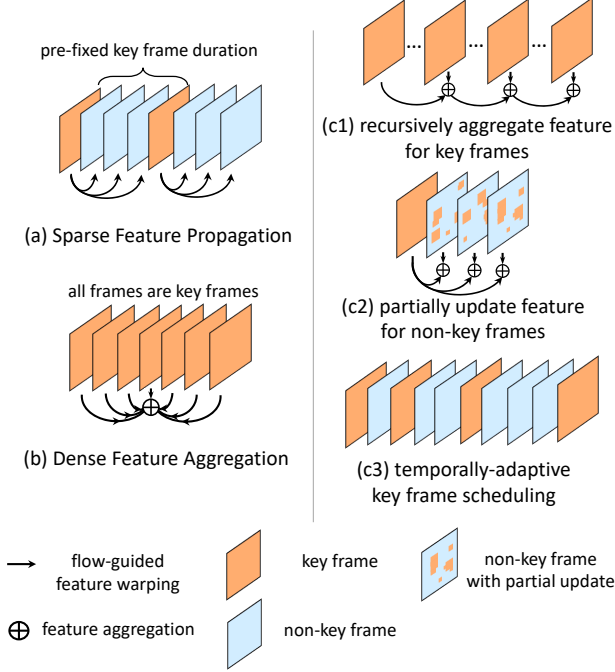 pre-fixed key frame duration
(a) Sparse Feature Propagation
all frames are key frames
(b) Dense Feature Aggregation
...
...
...
(c1) recursively aggregate feature
for key frames
(c2) partially update feature
for non-key frames
(c3) temporally-adaptive
key frame scheduling
flow-guided
feature warping
key frame
non-key frame
with partial update
feature aggregation
non-key frame